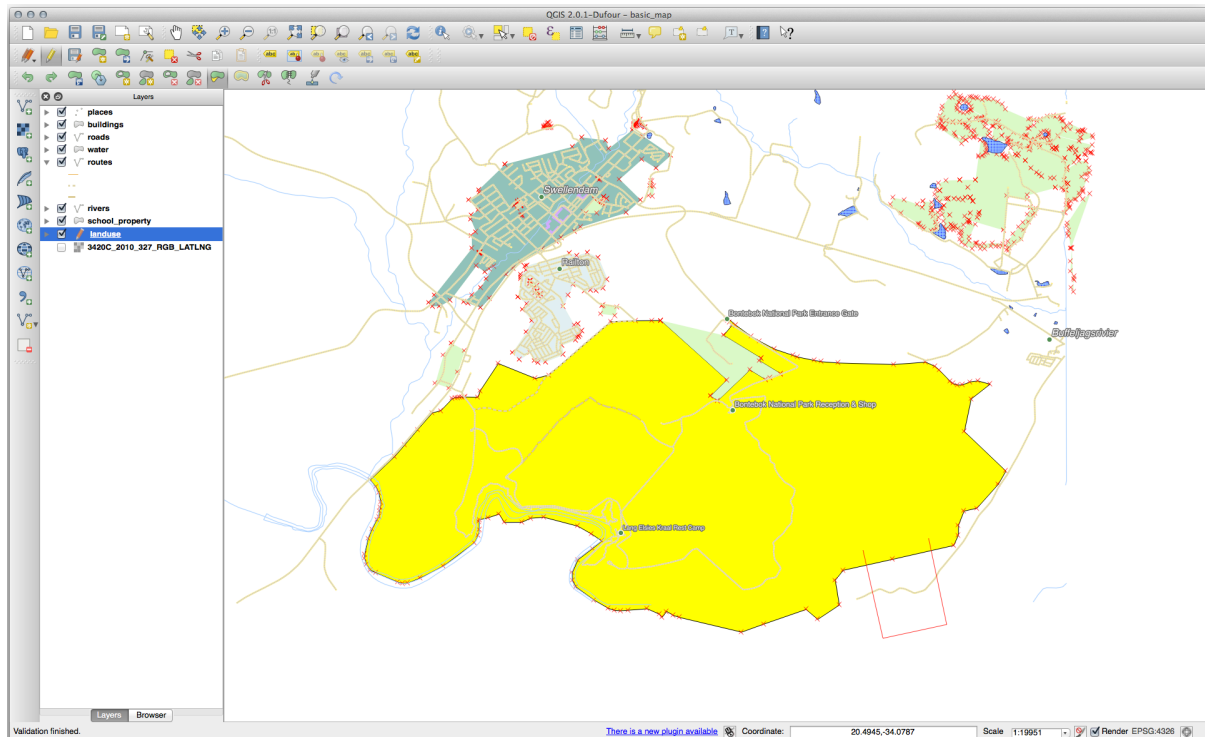 QGIS 2.0.1-Dufour - basic_map
Layers
places
buildings
roads
water
routes
rivers
school_property
landuse
3420C_2010_327_RGB_LATLNG
Swellendam
Railton
Bontebok National Park Entrance Gate
Buffeljagsrivier
Bontebok National Park Reception & Shop
Lang Elsies Kraal Rest Camp
Layers
Browser
Validation finished.
There is a new plugin available
Coordinate:
20.4945,-34.0787
Scale
1:19951
Render
EPSG:4326